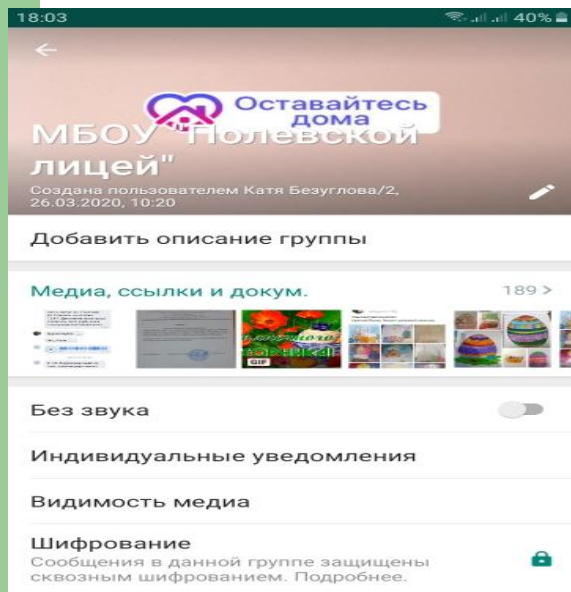 18:03
40%
Оставайтесь
дома
МБОУ "Полевской
лицей"
Создана пользователем Катя Безуглова/2,
26.03.2020, 10:20
Добавить описание группы
Медиа, ссылки и докум.
189 >
GIF
Без звука
Индивидуальные уведомления
Видимость медиа
Шифрование
Сообщения в данной группе защищены
сквозным шифрованием. Подробнее.